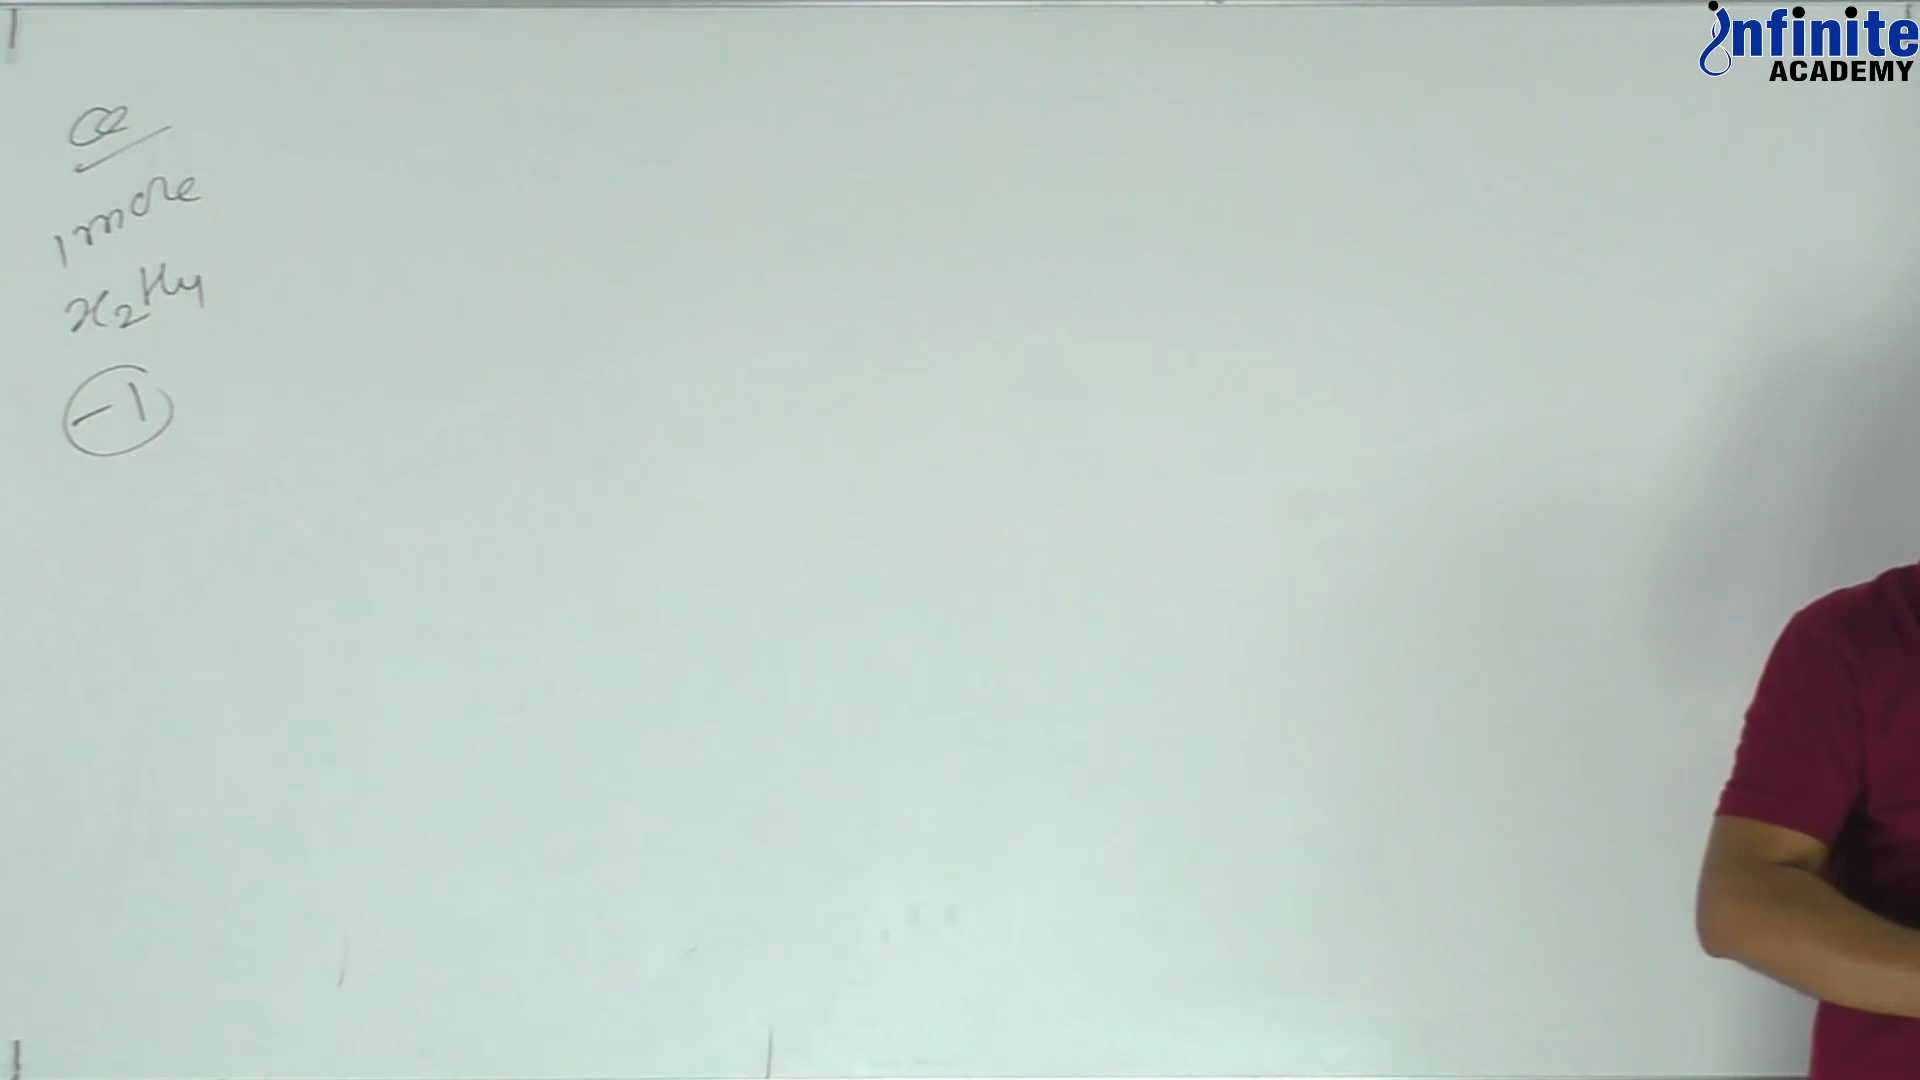 infinite
ACADEMY
Q
1 mole
x₂H₄
-1